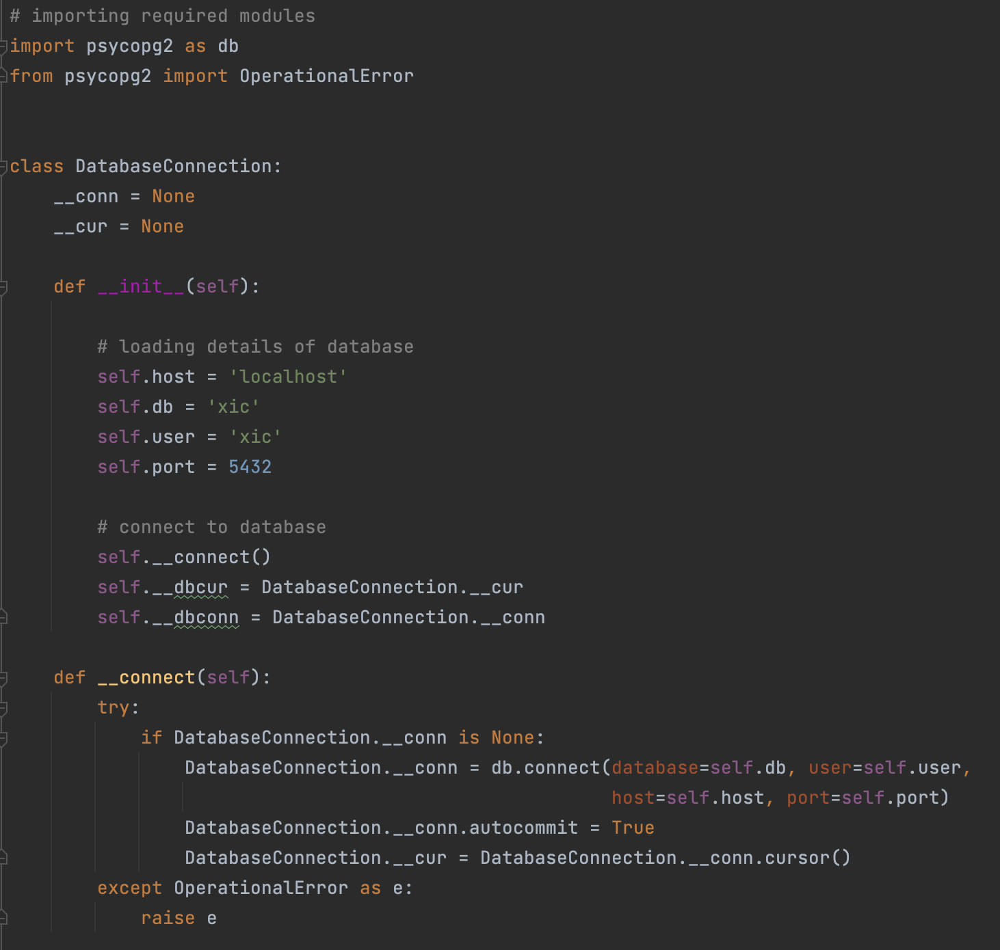 # importing required modules
import psycopg2 as db
from psycopg2 import OperationalError
class DatabaseConnection:
    __conn = None
    __cur = None
    def __init__(self):
        # loading details of database
        self.host = 'localhost'
        self.db = 'xic'
        self.user = 'xic'
        self.port = 5432
        # connect to database
        self.__connect()
        self.__dbcur = DatabaseConnection.__cur
        self.__dbconn = DatabaseConnection.__conn
    def __connect(self):
        try:
            if DatabaseConnection.__conn is None:
                DatabaseConnection.__conn = db.connect(database=self.db, user=self.user,
                                                       host=self.host, port=self.port)
                DatabaseConnection.__conn.autocommit = True
                DatabaseConnection.__cur = DatabaseConnection.__conn.cursor()
        except OperationalError as e:
            raise e